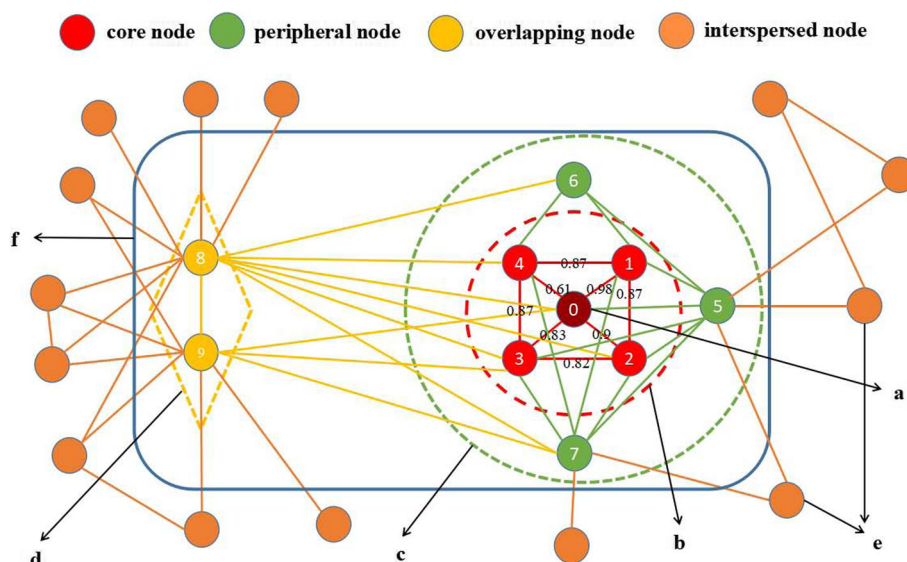 core node peripheral node overlapping node interspersed node
6
4 0.87 1
f 8
0.61 0.98 0.87
0.87 0 5
0.83 0.9
9 3 0.82 2
a
7
d c b e